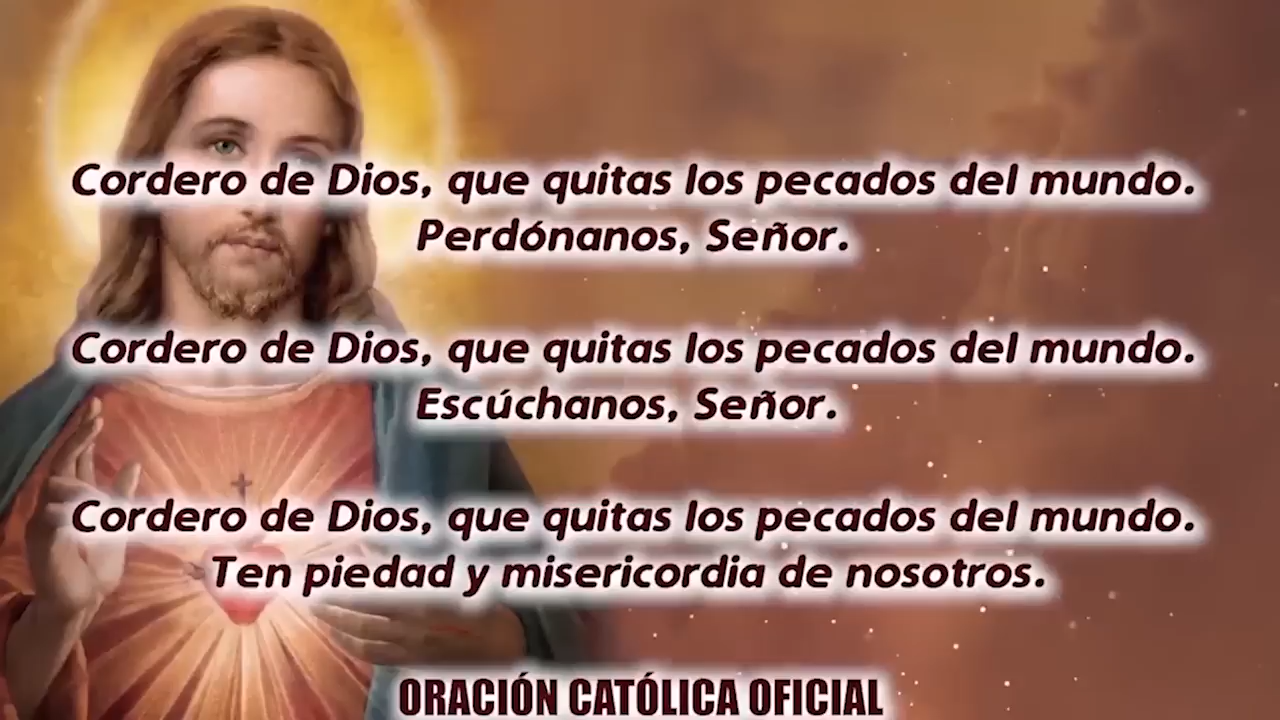 Cordero de Dios, que quitas los pecados del mundo.
Perdónanos, Señor.
Cordero de Dios, que quitas los pecados del mundo.
Escúchanos, Señor.
Cordero de Dios, que quitas los pecados del mundo.
Ten piedad y misericordia de nosotros.
ORACIÓN CATÓLICA OFICIAL